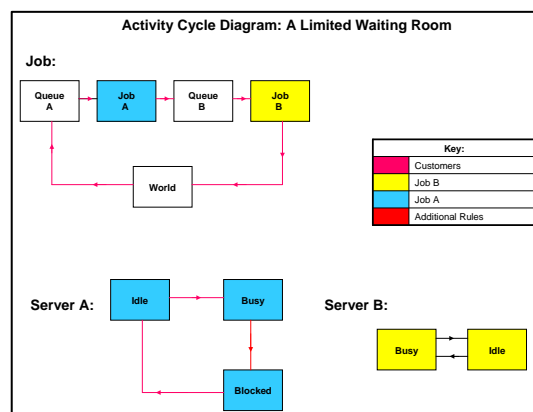 Activity Cycle Diagram: A Limited Waiting Room
Job:
Queue
A
Job
A
Queue
B
Job
B
World
Key:
Customers
Job B
Job A
Additional Rules
Server A:
Idle
Busy
Blocked
Server B:
Busy
Idle